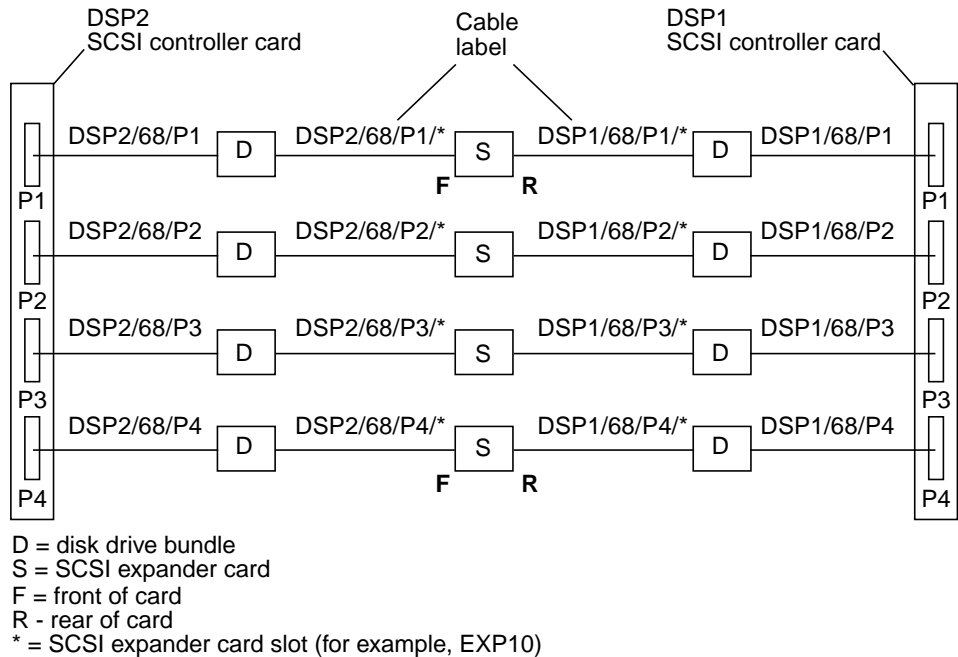 DSP2
SCSI controller card
Cable
label
DSP1
SCSI controller card
DSP2/68/P1
D
DSP2/68/P1/*
S
DSP1/68/P1/*
D
DSP1/68/P1
F
R
P1
P1
DSP2/68/P2
D
DSP2/68/P2/*
S
DSP1/68/P2/*
D
DSP1/68/P2
P2
P2
DSP2/68/P3
D
DSP2/68/P3/*
S
DSP1/68/P3/*
D
DSP1/68/P3
P3
P3
DSP2/68/P4
D
DSP2/68/P4/*
S
DSP1/68/P4/*
D
DSP1/68/P4
F
R
P4
P4
D = disk drive bundle
S = SCSI expander card
F = front of card
R - rear of card
* = SCSI expander card slot (for example, EXP10)